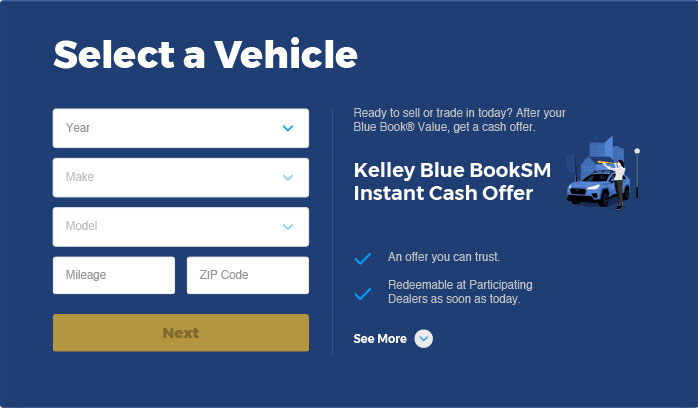 Select a Vehicle
Year
Make
Model
Mileage
ZIP Code
Next
Ready to sell or trade in today? After your
Blue Book® Value, get a cash offer.
Kelley Blue BookSM
Instant Cash Offer
An offer you can trust.
Redeemable at Participating
Dealers as soon as today.
See More